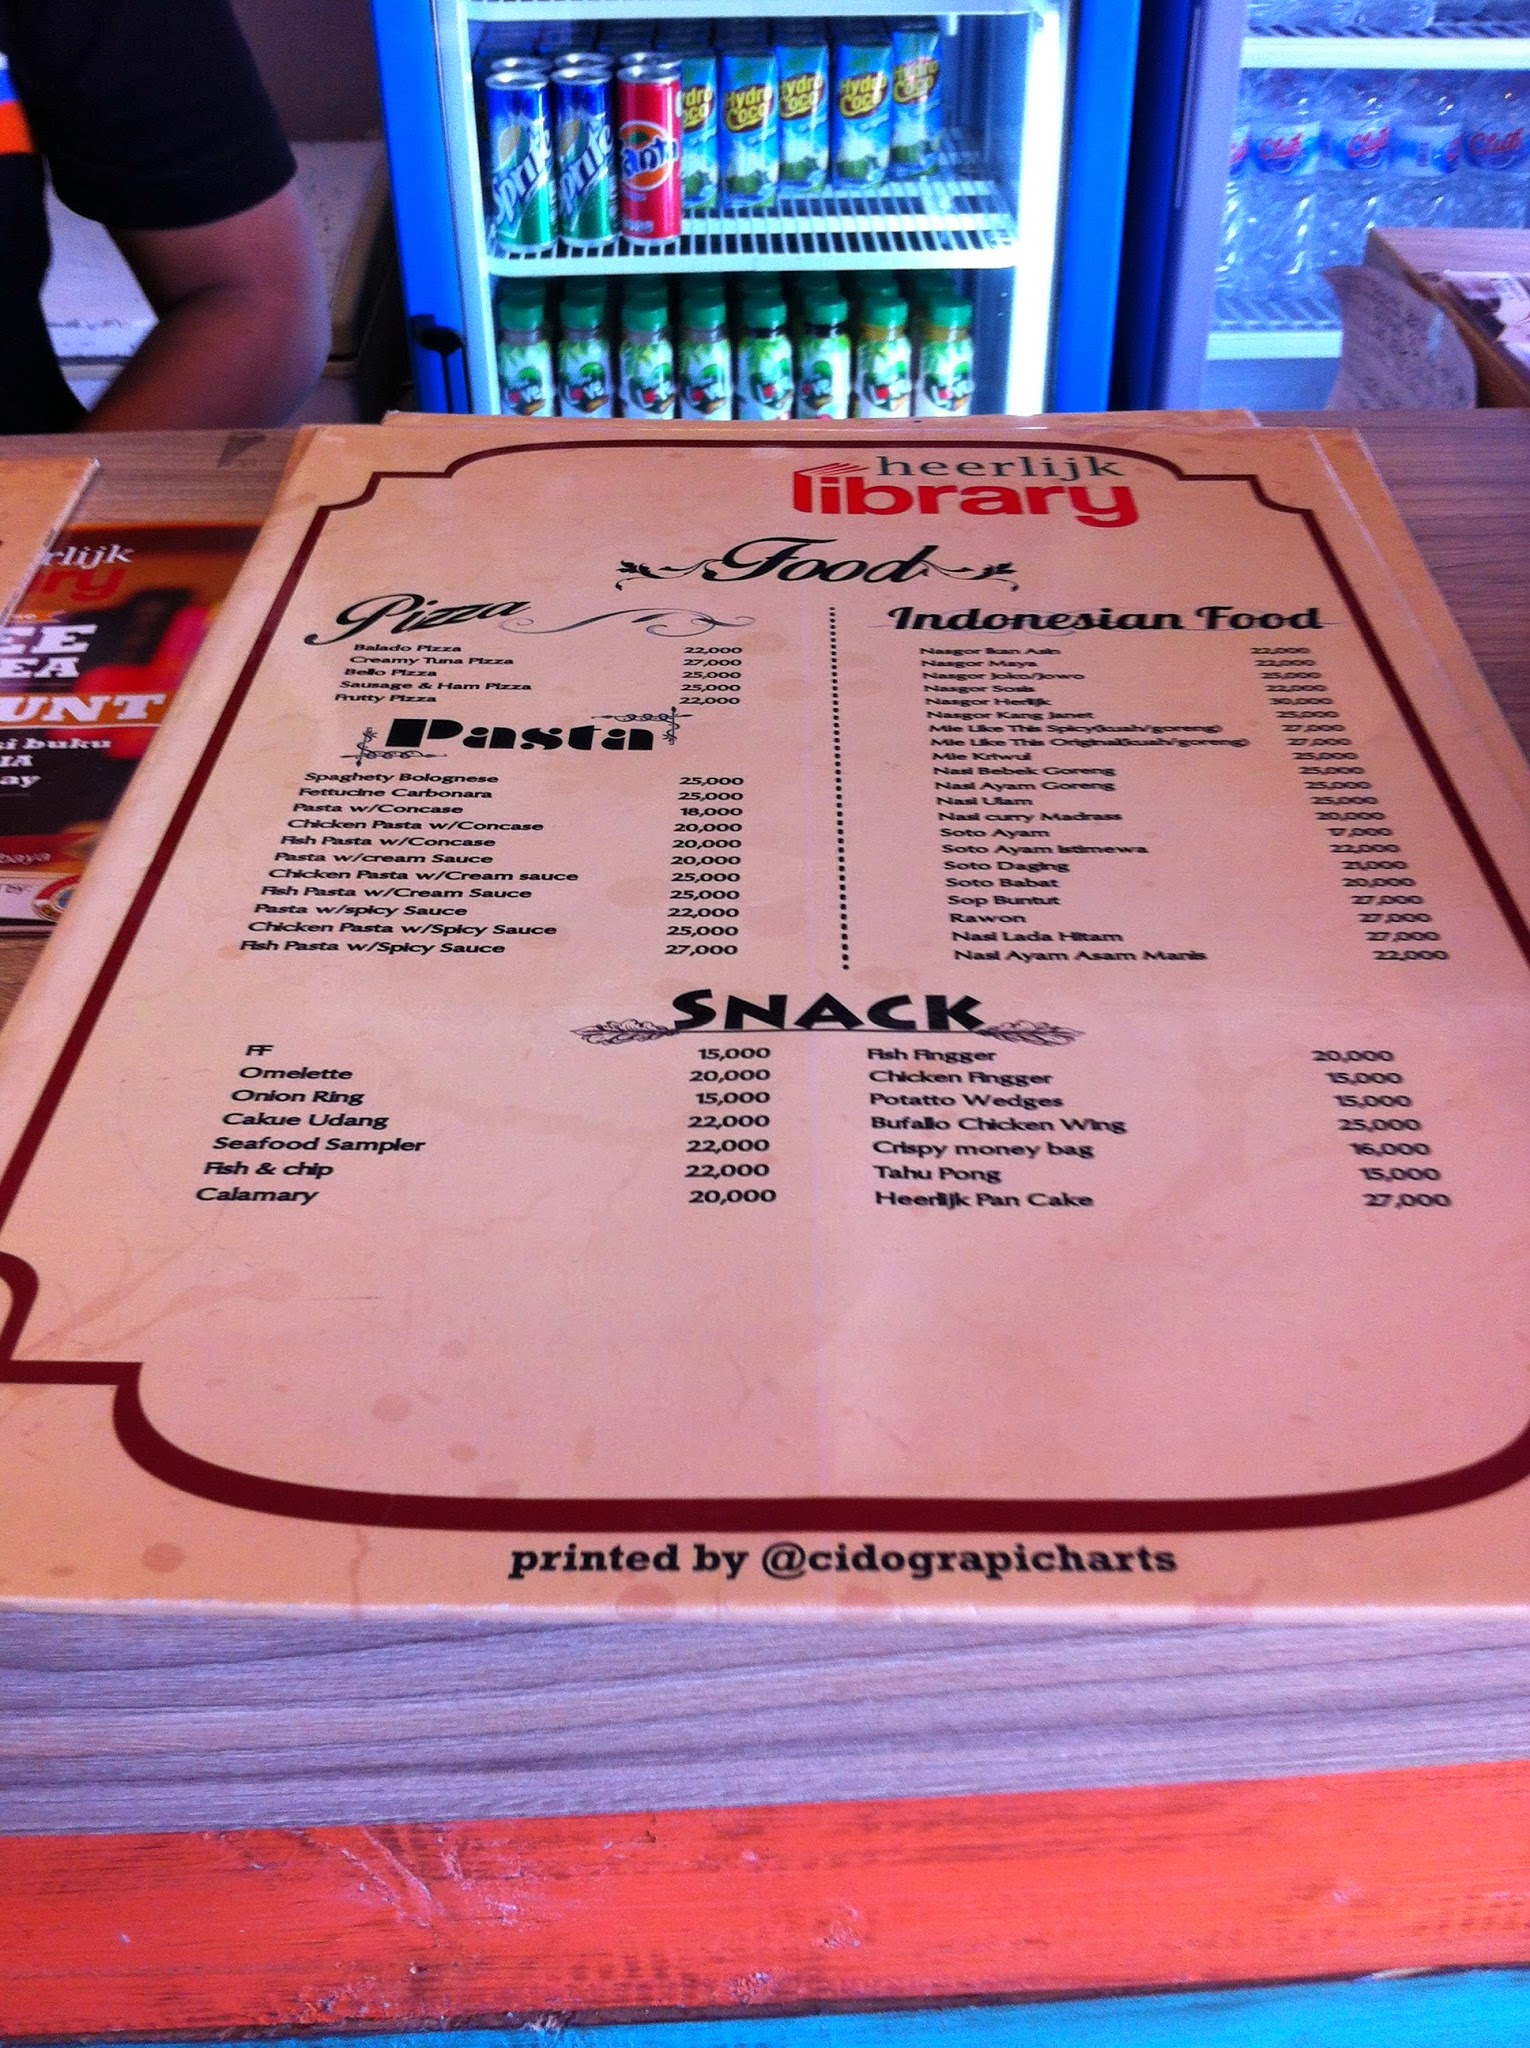 Sprite
Sprite
Fanta
Hydro Coco
Hydro Coco
Hydro Coco
Hydro Coco
Club
Club
Club
Love
Love
heerlijk
library
Food
Pizza
Balado Pizza 22,000
Creamy Tuna Pizza 27,000
Bello Pizza 25,000
Sausage & Ham Pizza 25,000
Frutty Pizza 22,000
Pasta
Spaghety Bolognese 25,000
Fettucine Carbonara 25,000
Pasta w/Concase 18,000
Chicken Pasta w/Concase 20,000
Fish Pasta w/Concase 20,000
Pasta w/cream Sauce 20,000
Chicken Pasta w/Cream sauce 25,000
Fish Pasta w/Cream Sauce 25,000
Pasta w/spicy Sauce 22,000
Chicken Pasta w/Spicy Sauce 25,000
Fish Pasta w/Spicy Sauce 27,000
Indonesian Food
Nasgor Ikan Asin 22,000
Nasgor Maya 22,000
Nasgor Joko/Jowo 25,000
Nasgor Sosis 22,000
Nasgor Herlijk 30,000
Nasgor Kang Janet 25,000
Mie Like This Spicy(kuah/goreng) 27,000
Mie Like This Original(kuah/goreng) 27,000
Mie Kriwul 25,000
Nasi Bebek Goreng 25,000
Nasi Ayam Goreng 25,000
Nasi Ulam 25,000
Nasi curry Madrass 20,000
Soto Ayam 17,000
Soto Ayam Istimewa 22,000
Soto Daging 21,000
Soto Babat 20,000
Sop Buntut 27,000
Rawon 27,000
Nasi Lada Hitam 27,000
Nasi Ayam Asam Manis 22,000
SNACK
FF 15,000
Omelette 20,000
Onion Ring 15,000
Cakue Udang 22,000
Seafood Sampler 22,000
Fish & chip 22,000
Calamary 20,000
Fish Fingger 20,000
Chicken Fingger 15,000
Potatto Wedges 15,000
Bufallo Chicken Wing 25,000
Crispy money bag 16,000
Tahu Pong 15,000
Heerlijk Pan Cake 27,000
printed by @cidograpicharts
rlijk
ry
EE
EA
UNT
si buku
IA
ay
baya
by: